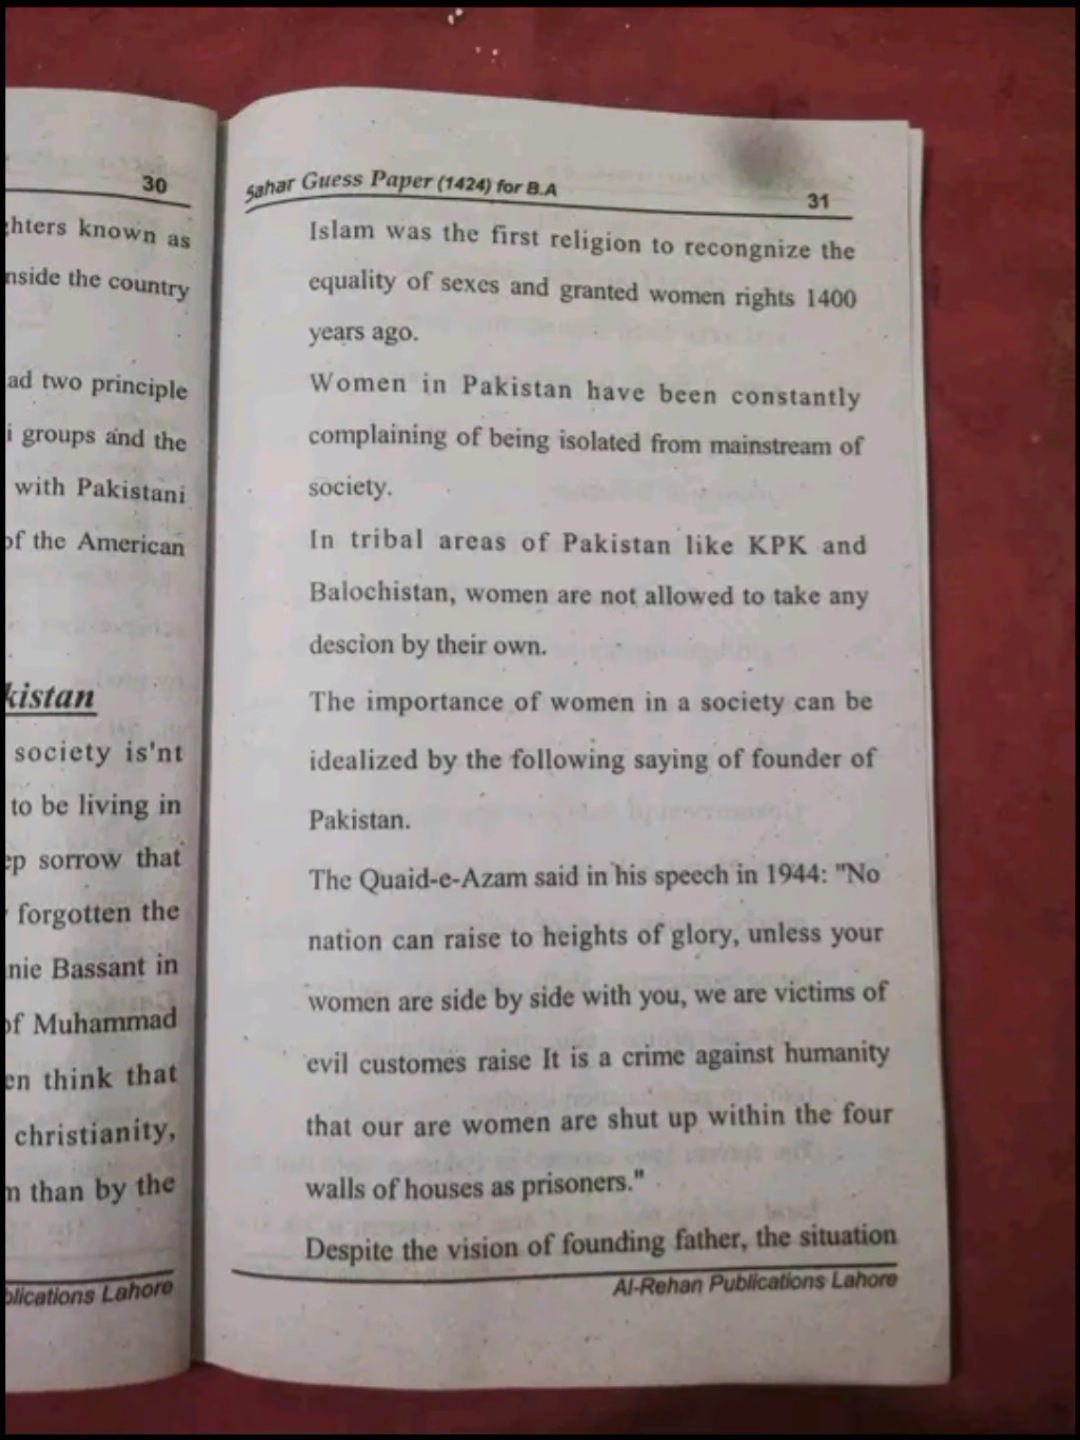 30
ghters known as
nside the country
ad two principle
i groups and the
with Pakistani
of the American
kistan
society is'nt
to be living in
ep sorrow that
forgotten the
nie Bassant in
of Muhammad
en think that
christianity,
n than by the
blications Lahore
Sahar Guess Paper (1424) for B.A 31
Islam was the first religion to recongnize the
equality of sexes and granted women rights 1400
years ago.
Women in Pakistan have been constantly
complaining of being isolated from mainstream of
society.
In tribal areas of Pakistan like KPK and
Balochistan, women are not allowed to take any
descion by their own.
The importance of women in a society can be
idealized by the following saying of founder of
Pakistan.
The Quaid-e-Azam said in his speech in 1944: "No
nation can raise to heights of glory, unless your
women are side by side with you, we are victims of
evil customes raise It is a crime against humanity
that our are women are shut up within the four
walls of houses as prisoners."
Despite the vision of founding father, the situation
Al-Rehan Publications Lahore